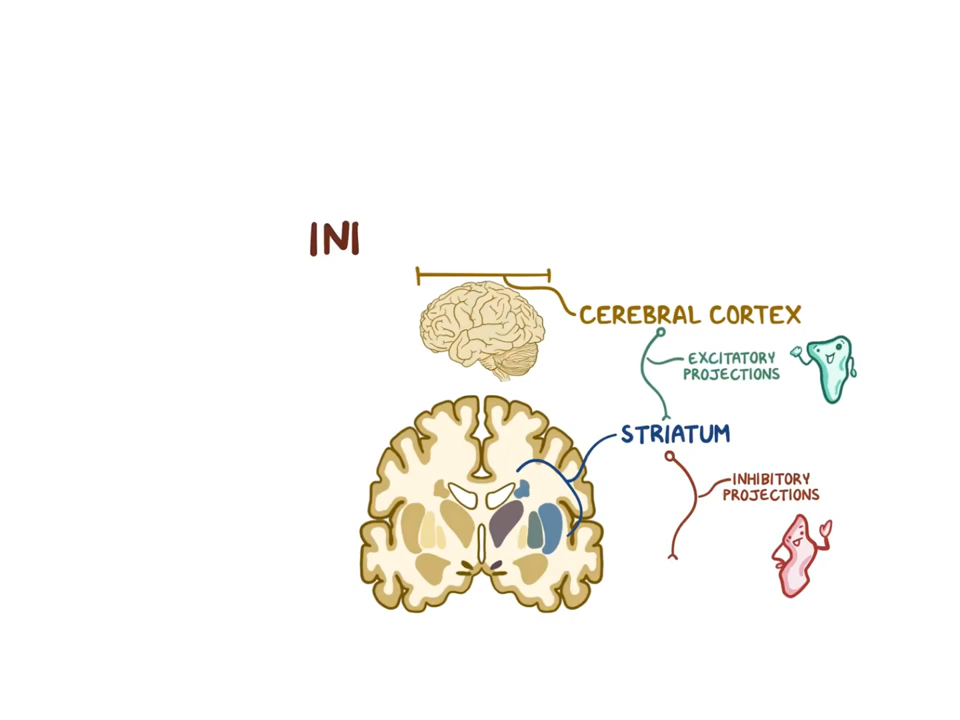 INI
CEREBRAL CORTEX
EXCITATORY
PROJECTIONS
STRIATUM
INHIBITORY
PROJECTIONS